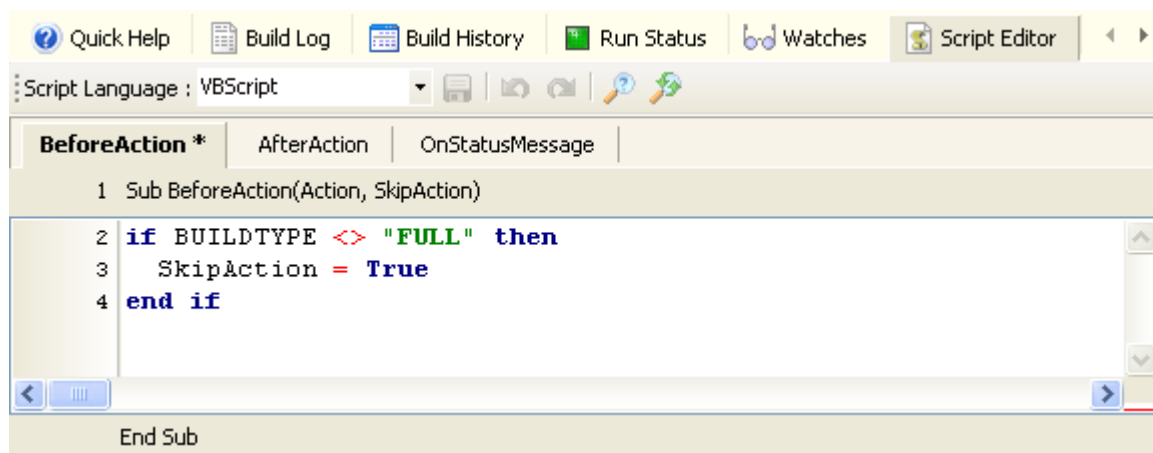 Quick Help Build Log Build History Run Status Watches Script Editor
Script Language : VBScript
BeforeAction * AfterAction OnStatusMessage
1 Sub BeforeAction(Action, SkipAction)
2 if BUILDTYPE <> "FULL" then
3 SkipAction = True
4 end if
End Sub